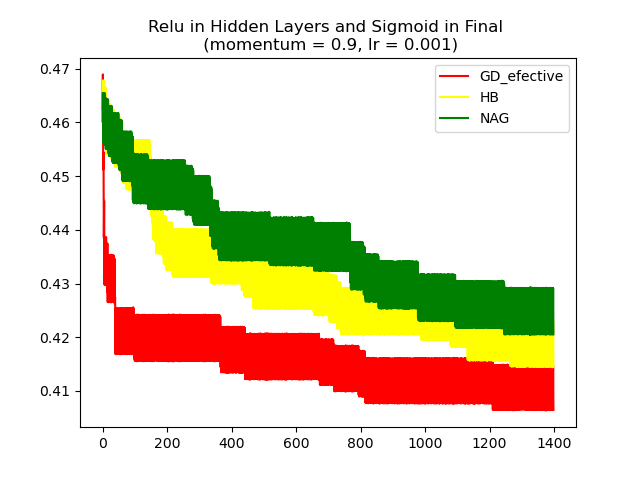 Relu in Hidden Layers and Sigmoid in Final
(momentum = 0.9, lr = 0.001)
0.47
0.46
0.45
0.44
0.43
0.42
0.41
GD_efective
HB
NAG
0 200 400 600 800 1000 1200 1400